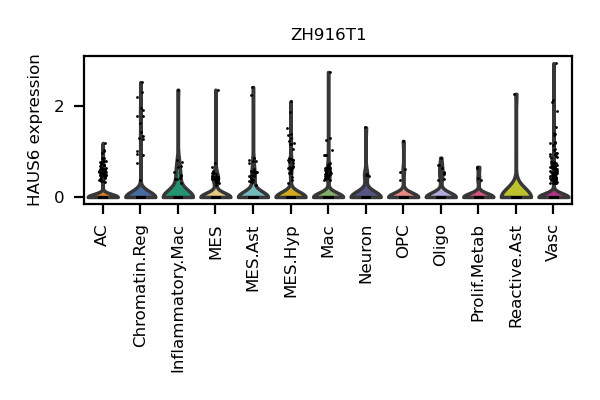 ZH916T1
HAUS6 expression
2
0
AC
Chromatin.Reg
Inflammatory.Mac
MES
MES.Ast
MES.Hyp
Mac
Neuron
OPC
Oligo
Prolif.Metab
Reactive.Ast
Vasc